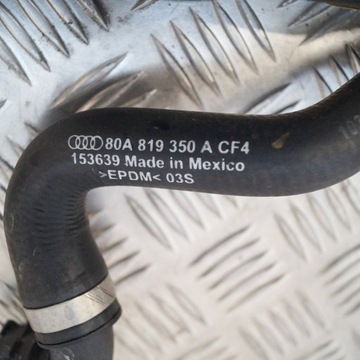 80A 819 350 A CF4
153639 Made in Mexico
>EPDM< 03S